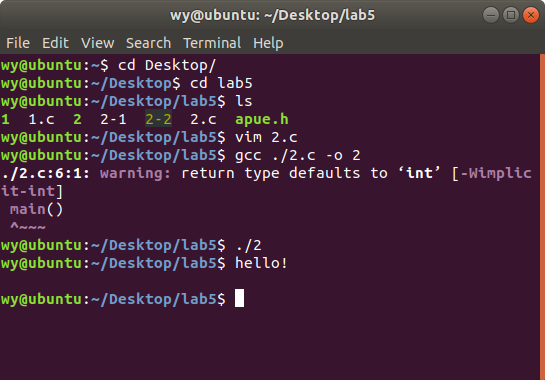 wy@ubuntu: ~/Desktop/lab5
File Edit View Search Terminal Help
wy@ubuntu:~$ cd Desktop/
wy@ubuntu:~/Desktop$ cd lab5
wy@ubuntu:~/Desktop/lab5$ ls
1  1.c  2  2-1  2-2  2.c  apue.h
wy@ubuntu:~/Desktop/lab5$ vim 2.c
wy@ubuntu:~/Desktop/lab5$ gcc ./2.c -o 2
./2.c:6:1: warning: return type defaults to ‘int’ [-Wimplic
it-int]
 main()
 ^~~~
wy@ubuntu:~/Desktop/lab5$ ./2
wy@ubuntu:~/Desktop/lab5$ hello!
wy@ubuntu:~/Desktop/lab5$